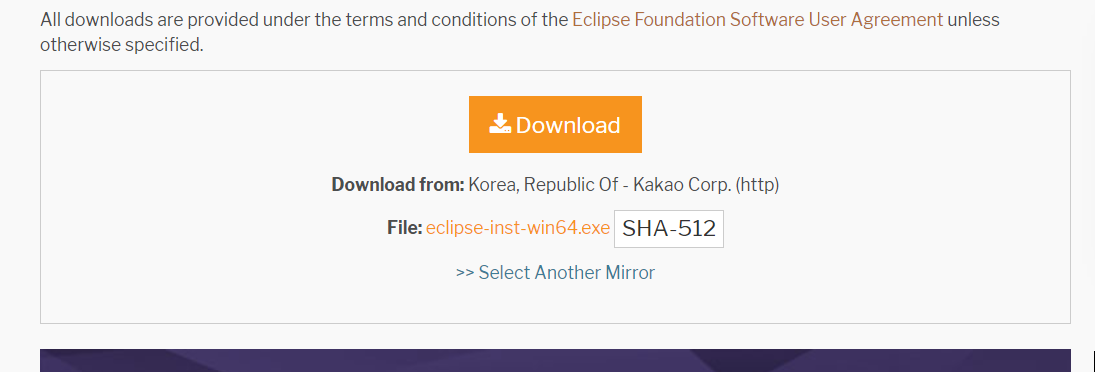 All downloads are provided under the terms and conditions of the Eclipse Foundation Software User Agreement unless
otherwise specified.
Download
Download from: Korea, Republic Of - Kakao Corp. (http)
File: eclipse-inst-win64.exe SHA-512
>> Select Another Mirror